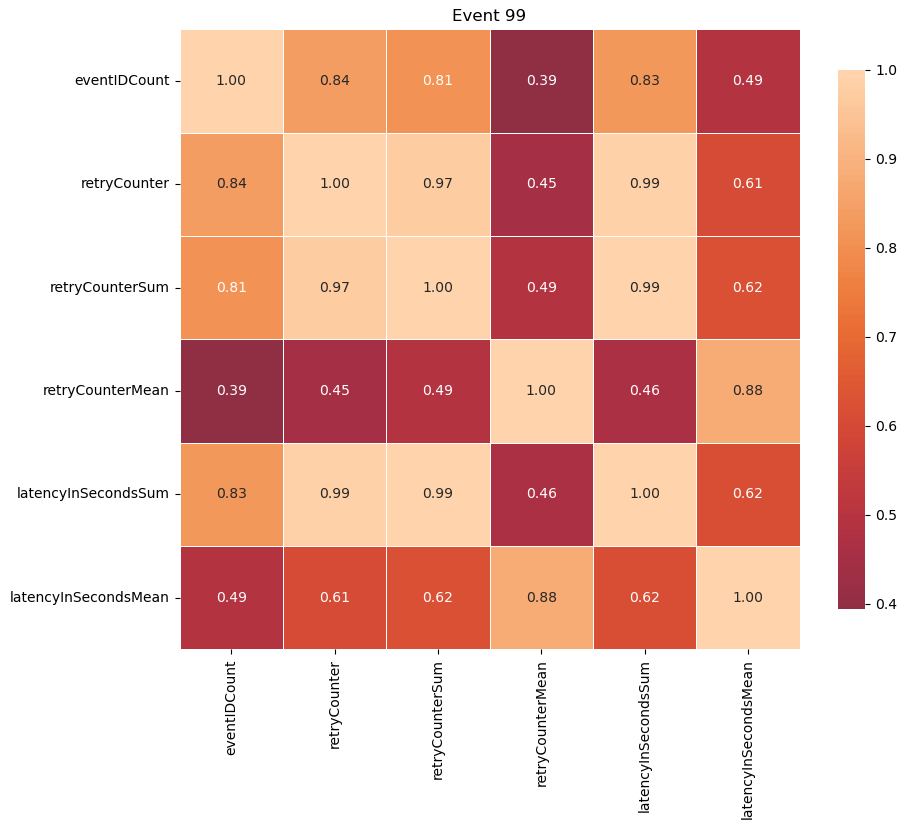 Event 99
eventIDCount 1.00 0.84 0.81 0.39 0.83 0.49
retryCounter 0.84 1.00 0.97 0.45 0.99 0.61
retryCounterSum 0.81 0.97 1.00 0.49 0.99 0.62
retryCounterMean 0.39 0.45 0.49 1.00 0.46 0.88
latencyInSecondsSum 0.83 0.99 0.99 0.46 1.00 0.62
latencyInSecondsMean 0.49 0.61 0.62 0.88 0.62 1.00
eventIDCount
retryCounter
retryCounterSum
retryCounterMean
latencyInSecondsSum
latencyInSecondsMean
1.0
0.9
0.8
0.7
0.6
0.5
0.4